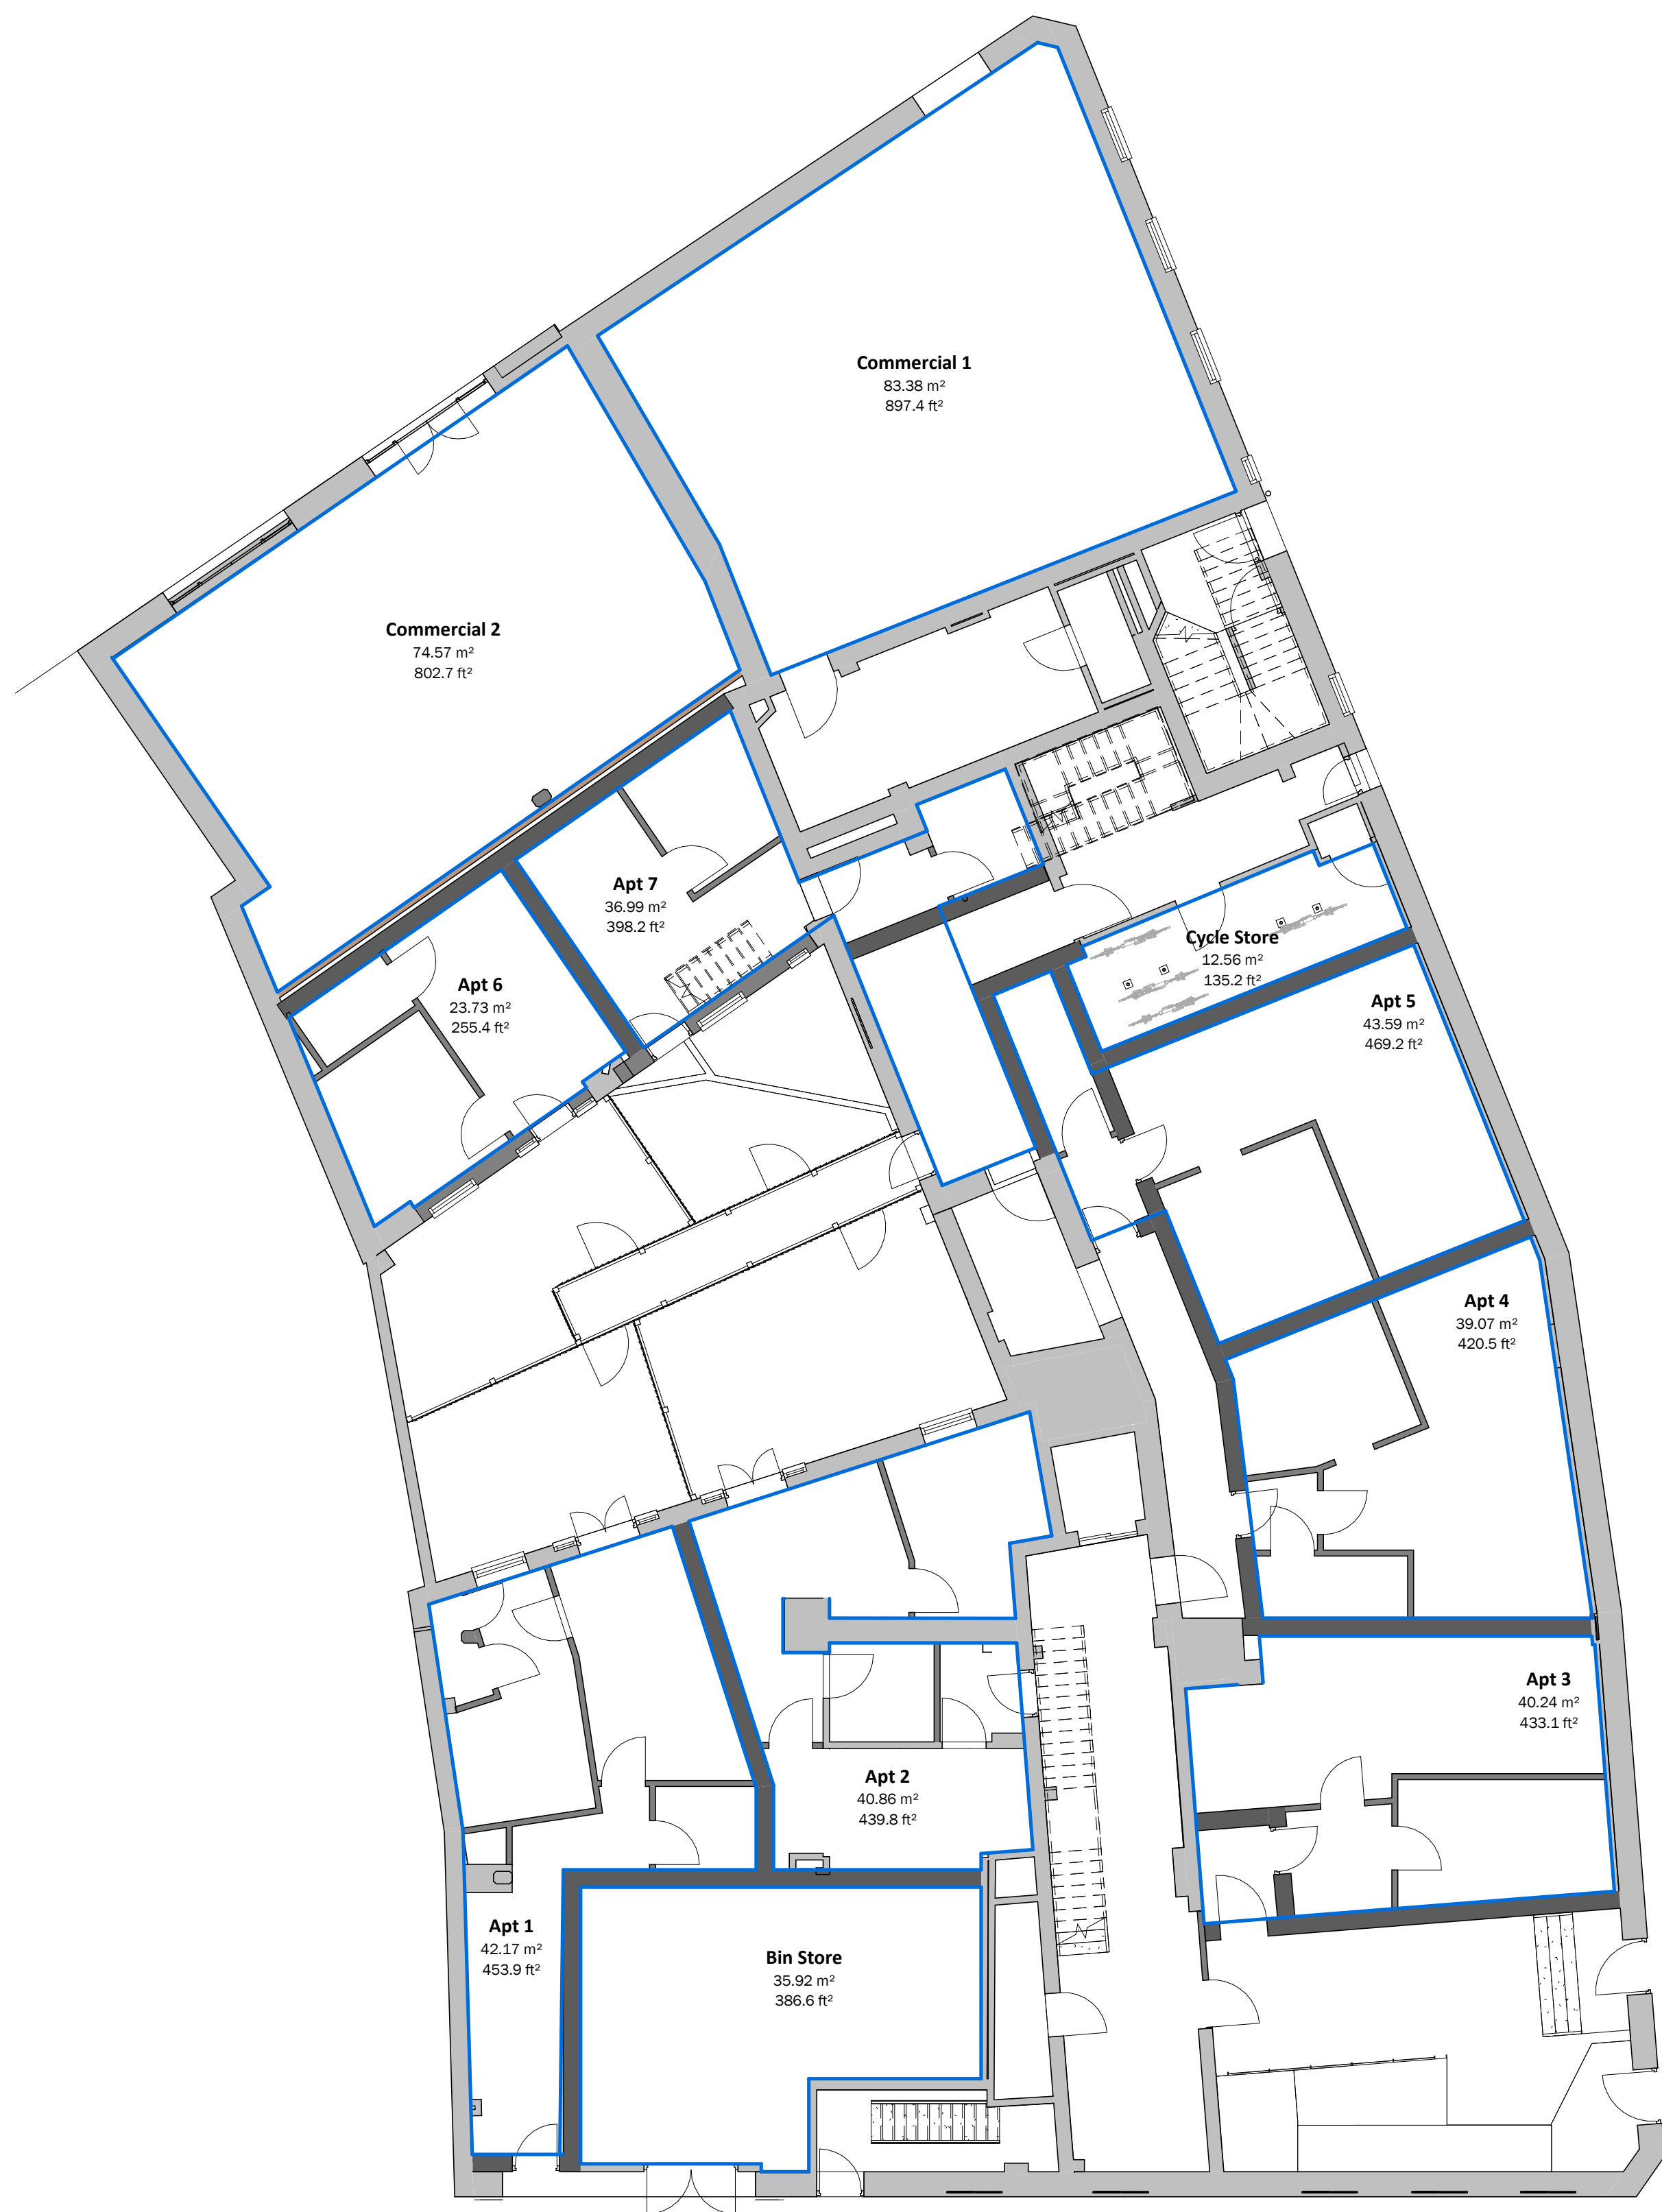 Commercial 1
83.38 m²
897.4 ft²
Commercial 2
74.57 m²
802.7 ft²
Apt 7
36.99 m²
398.2 ft²
Cycle Store
12.56 m²
135.2 ft²
Apt 6
23.73 m²
255.4 ft²
Apt 5
43.59 m²
469.2 ft²
Apt 4
39.07 m²
420.5 ft²
Apt 3
40.24 m²
433.1 ft²
Apt 2
40.86 m²
439.8 ft²
Apt 1
42.17 m²
453.9 ft²
Bin Store
35.92 m²
386.6 ft²